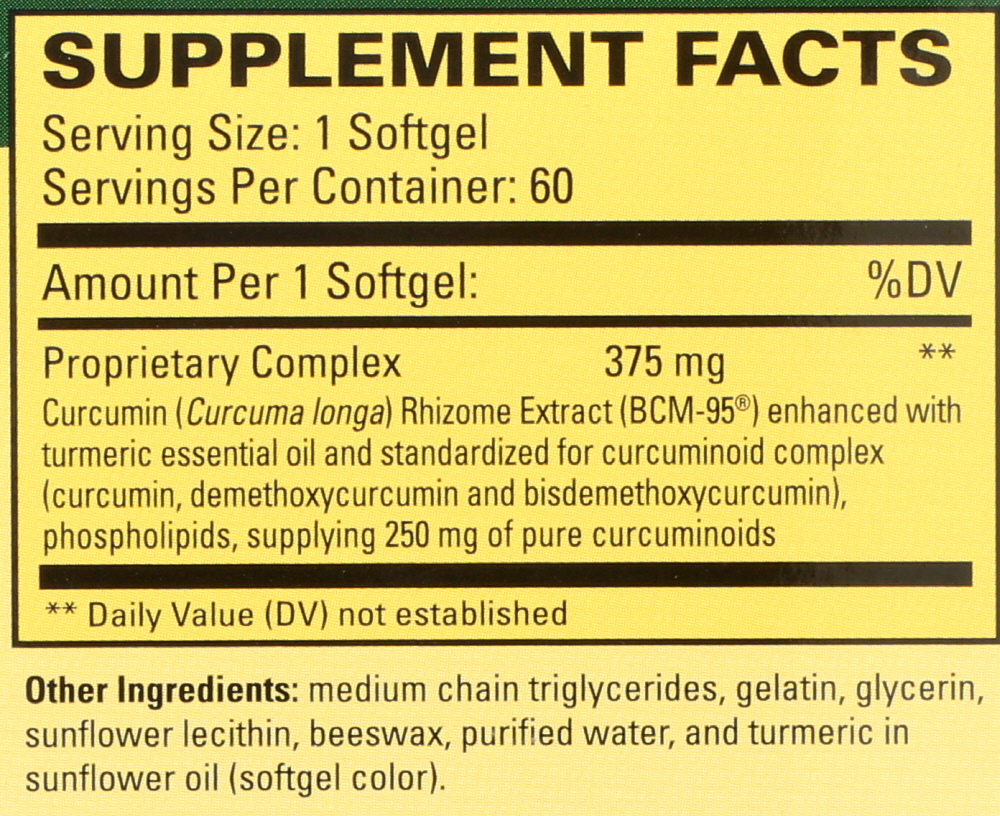 SUPPLEMENT FACTS
Serving Size: 1 Softgel
Servings Per Container: 60
Amount Per 1 Softgel: %DV
Proprietary Complex 375 mg **
Curcumin (Curcuma longa) Rhizome Extract (BCM-95®) enhanced with
turmeric essential oil and standardized for curcuminoid complex
(curcumin, demethoxycurcumin and bisdemethoxycurcumin),
phospholipids, supplying 250 mg of pure curcuminoids
** Daily Value (DV) not established
Other Ingredients: medium chain triglycerides, gelatin, glycerin,
sunflower lecithin, beeswax, purified water, and turmeric in
sunflower oil (softgel color).